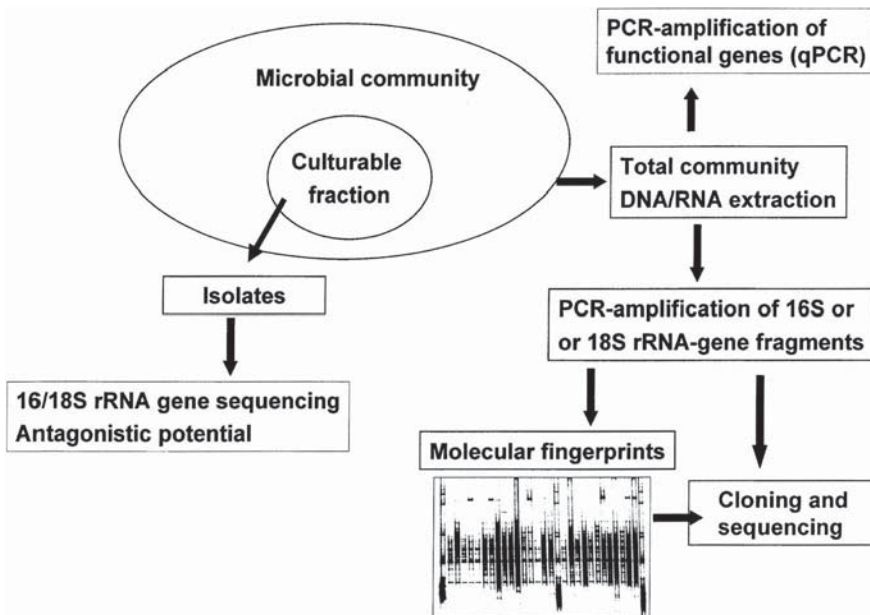 PCR-amplification of
functional genes (qPCR)
Microbial community
Culturable
fraction
Total community
DNA/RNA extraction
Isolates
PCR-amplification of 16S or
or 18S rRNA-gene fragments
16/18S rRNA gene sequencing
Antagonistic potential
Molecular fingerprints
Cloning and
sequencing